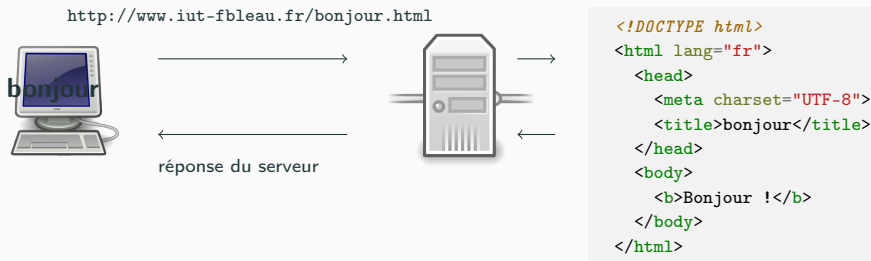 http://www.iut-fbleau.fr/bonjour.html
bonjour
réponse du serveur
<!DOCTYPE html>
<html lang="fr">
<head>
<meta charset="UTF-8">
<title>bonjour</title>
</head>
<body>
<b>Bonjour !</b>
</body>
</html>